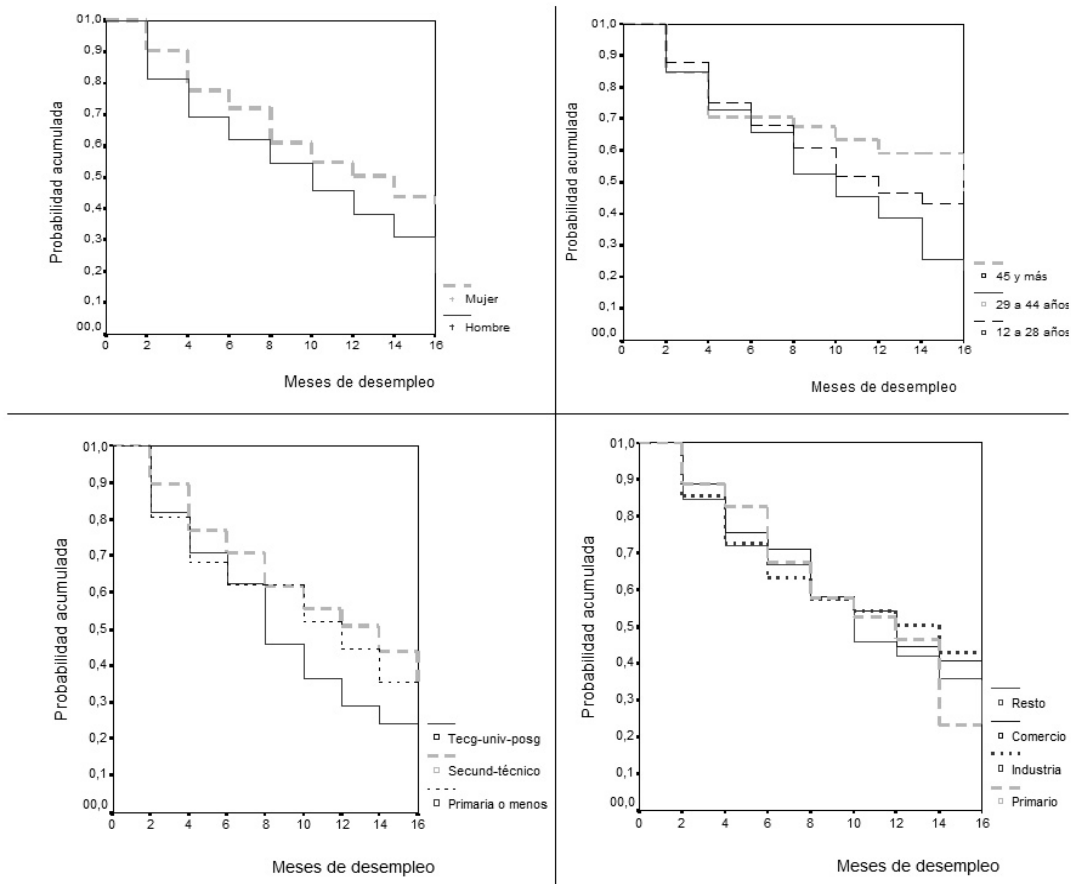 Probabilidad acumulada
01,0
0,9
0,8
0,7
0,6
0,5
0,4
0,3
0,2
0,1
00,0
0 2 4 6 8 10 12 14 16
Meses de desempleo
Mujer
Hombre
Probabilidad acumulada
01,0
0,9
0,8
0,7
0,6
0,5
0,4
0,3
0,2
0,1
00,0
0 2 4 6 8 10 12 14 16
Meses de desempleo
45 y más
29 a 44 años
12 a 28 años
Probabilidad acumulada
01,0
0,9
0,8
0,7
0,6
0,5
0,4
0,3
0,2
0,1
00,0
0 2 4 6 8 10 12 14 16
Meses de desempleo
Tecg-univ-posg
Secund-técnico
Primaria o menos
Probabilidad acumulada
01,0
0,9
0,8
0,7
0,6
0,5
0,4
0,3
0,2
0,1
00,0
0 2 4 6 8 10 12 14 16
Meses de desempleo
Resto
Comercio
Industria
Primario